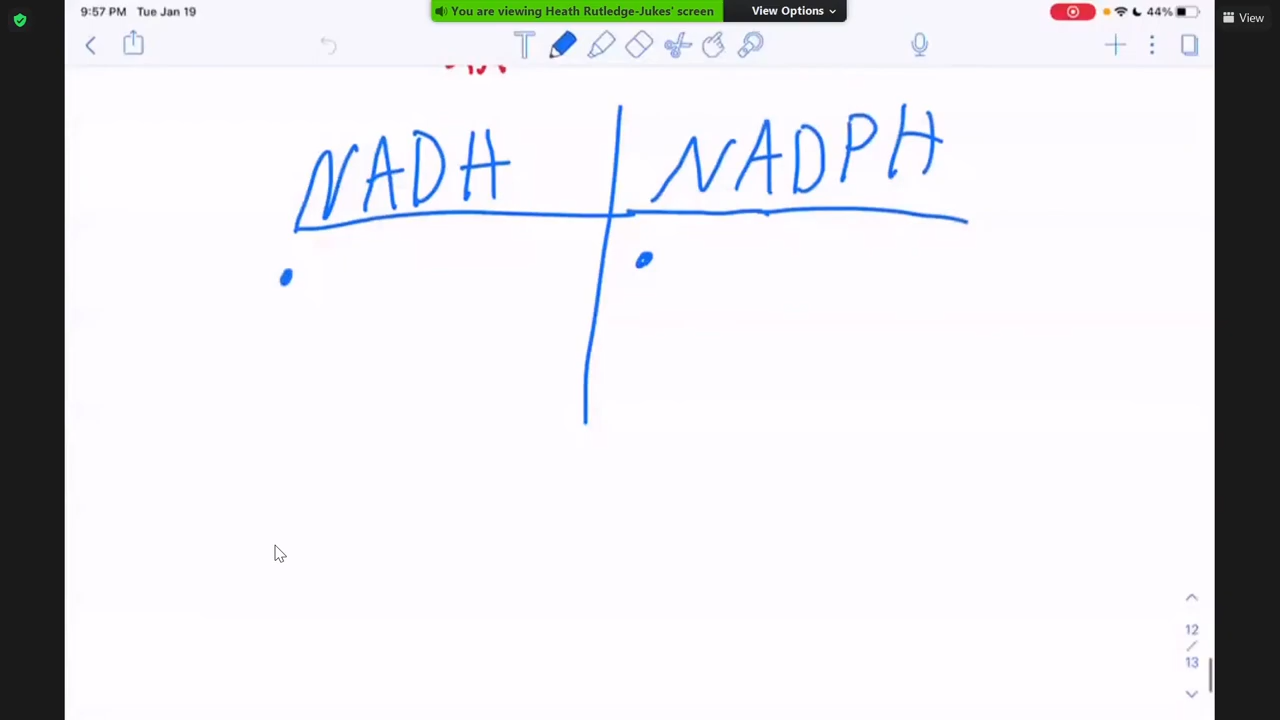 9:57 PM Tue Jan 19
You are viewing Heath Rutledge-Jukes' screen
View Options
44%
View
NADH
NADPH
12
/
13